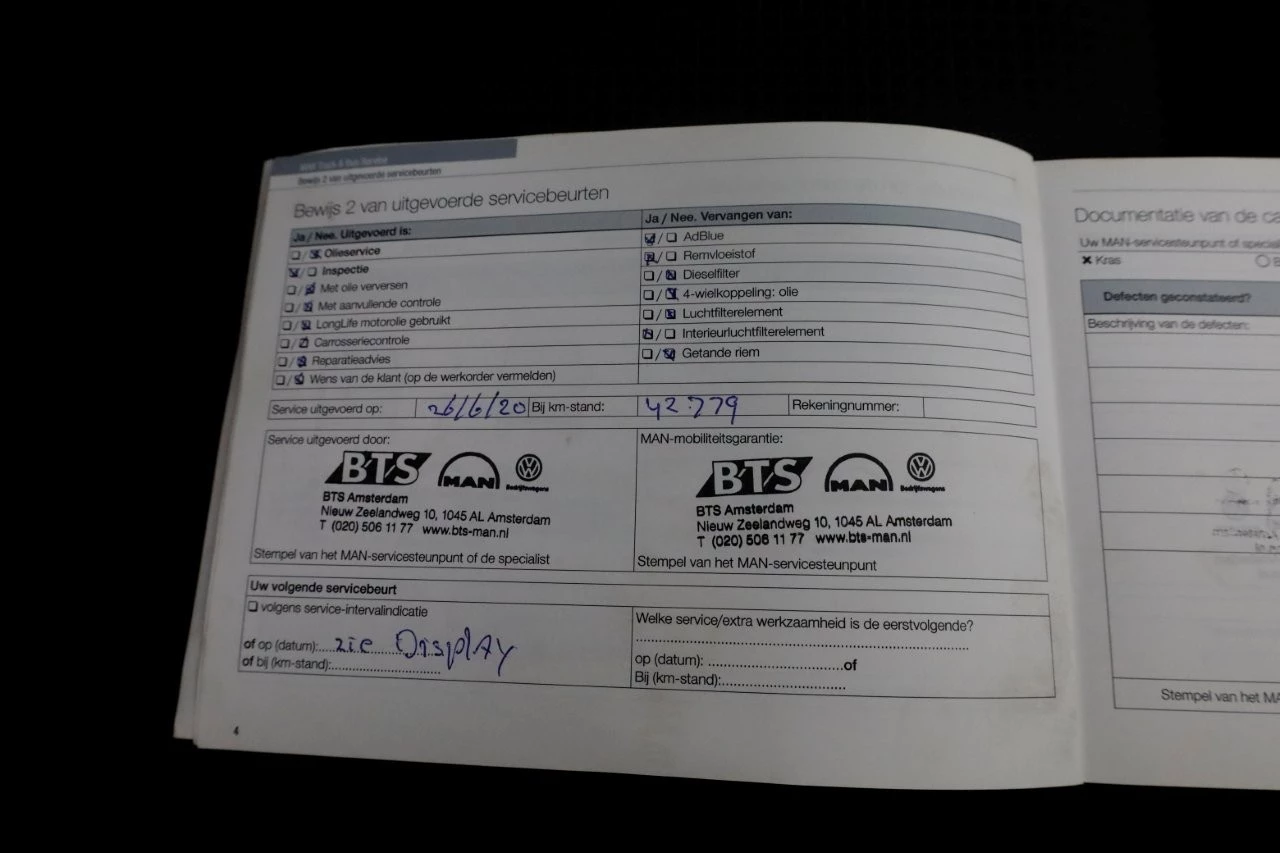 MAN Truck & Bus Service
Bewijs 2 van uitgevoerde servicebeurten
Bewijs 2 van uitgevoerde servicebeurten
Ja / Nee. Uitgevoerd is:
/ Olieservice
/ Inspectie
/ Met olie verversen
/ Met aanvullende controle
/ LongLife motorolie gebruikt
/ Carrosseriecontrole
/ Reparatieadvies
/ Wens van de klant (op de werkorder vermelden)
Ja / Nee. Vervangen van:
/ AdBlue
/ Remvloeistof
/ Dieselfilter
/ 4-wielkoppeling: olie
/ Luchtfilterelement
/ Interieurluchtfilterelement
/ Getande riem
Service uitgevoerd op: 26/6/20 Bij km-stand: 42.779 Rekeningnummer:
Service uitgevoerd door:
BTS MAN
Bedrijfswagens
BTS Amsterdam
Nieuw Zeelandweg 10, 1045 AL Amsterdam
T (020) 506 11 77 www.bts-man.nl
Stempel van het MAN-servicesteunpunt of de specialist
MAN-mobiliteitsgarantie:
BTS MAN
Bedrijfswagens
BTS Amsterdam
Nieuw Zeelandweg 10, 1045 AL Amsterdam
T (020) 506 11 77 www.bts-man.nl
Stempel van het MAN-servicesteunpunt
Uw volgende servicebeurt
volgens service-intervalindicatie
of op (datum):.....zie Display
of bij (km-stand):..........................
Welke service/extra werkzaamheid is de eerstvolgende?
op (datum): ...............................of
Bij (km-stand):..............................
4
Documentatie van de
Uw MAN-servicesteunpunt of
Kras
Defecten geconstateerd?
Beschrijving van de defecten:
Stempel van het